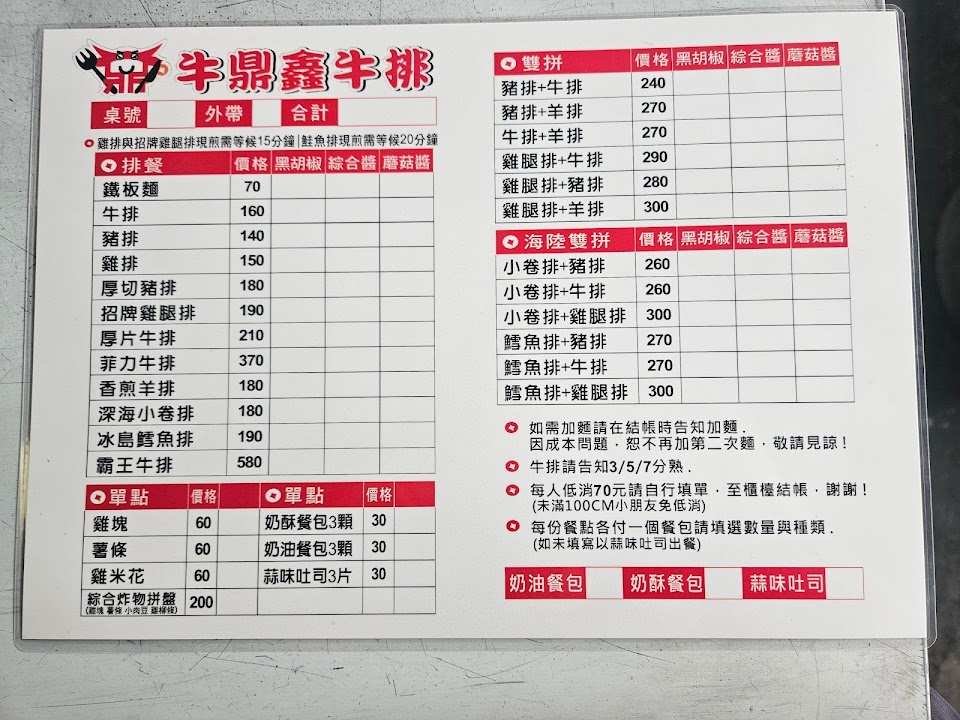 牛鼎鑫牛排
桌號 外帶 合計
雞排與招牌雞腿排現煎需等候15分鐘|鮭魚排現煎需等候20分鐘
排餐 價格 黑胡椒 綜合醬 蘑菇醬
鐵板麵 70
牛排 160
豬排 140
雞排 150
厚切豬排 180
招牌雞腿排 190
厚片牛排 210
菲力牛排 370
香煎羊排 180
深海小卷排 180
冰島鱈魚排 190
霸王牛排 580
單點 價格 單點 價格
雞塊 60 奶酥餐包3顆 30
薯條 60 奶油餐包3顆 30
雞米花 60 蒜味吐司3片 30
綜合炸物拼盤 200
(雞塊 薯條 小肉豆 雞柳條)
雙拼 價格 黑胡椒 綜合醬 蘑菇醬
豬排+牛排 240
豬排+羊排 270
牛排+羊排 270
雞腿排+牛排 290
雞腿排+豬排 280
雞腿排+羊排 300
海陸雙拼 價格 黑胡椒 綜合醬 蘑菇醬
小卷排+豬排 260
小卷排+牛排 260
小卷排+雞腿排 300
鱈魚排+豬排 270
鱈魚排+牛排 270
鱈魚排+雞腿排 300
如需加麵請在結帳時告知加麵.
因成本問題，恕不再加第二次麵，敬請見諒!
牛排請告知3/5/7分熟.
每人低消70元請自行填單，至櫃檯結帳，謝謝!
(未滿100CM小朋友免低消)
每份餐點各付一個餐包請填選數量與種類.
(如未填寫以蒜味吐司出餐)
奶油餐包 奶酥餐包 蒜味吐司